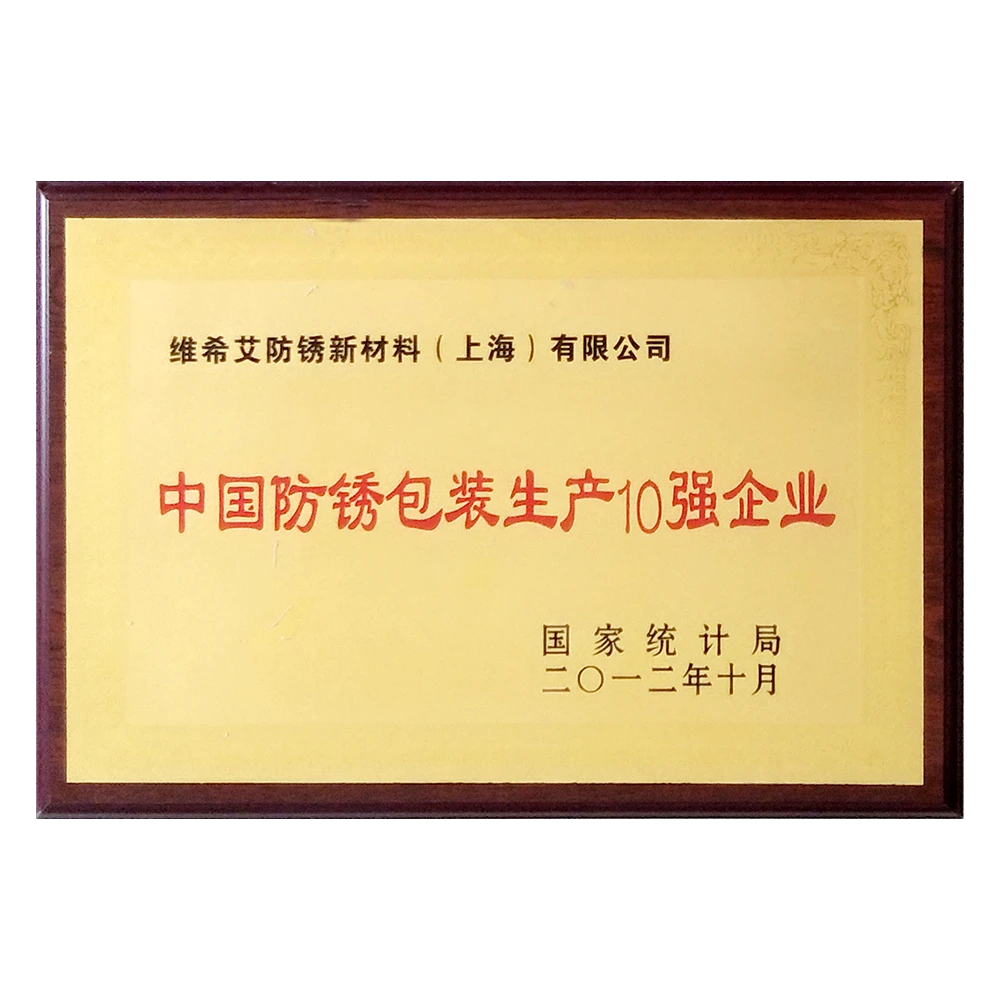 维希艾防锈新材料（上海）有限公司
中国防锈包装生产10强企业
国家统计局
二〇一二年十月